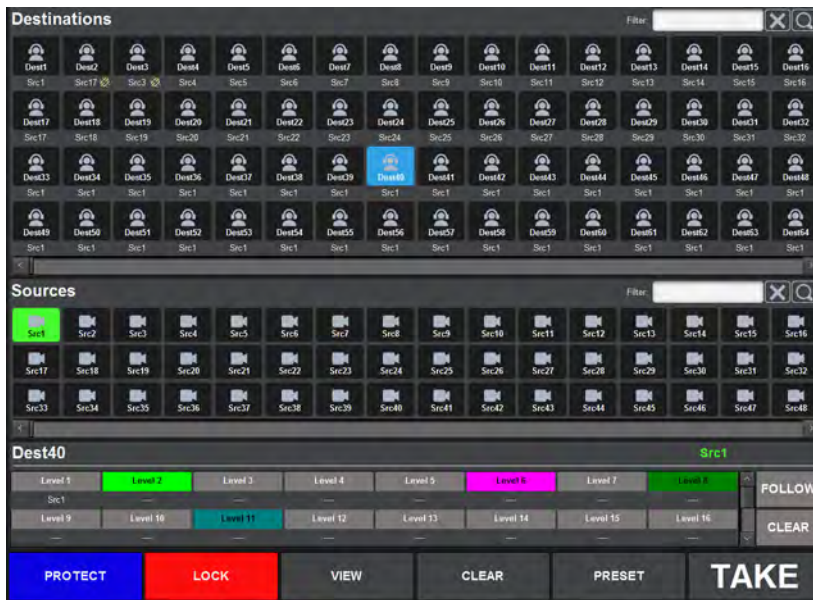 Destinations Filter:
Dest1 Dest2 Dest3 Dest4 Dest5 Dest6 Dest7 Dest8 Dest9 Dest10 Dest11 Dest12 Dest13 Dest14 Dest15 Dest16
Src1 Src17 Src3 Src4 Src5 Src6 Src7 Src8 Src9 Src10 Src11 Src12 Src13 Src14 Src15 Src16
Dest17 Dest18 Dest19 Dest20 Dest21 Dest22 Dest23 Dest24 Dest25 Dest26 Dest27 Dest28 Dest29 Dest30 Dest31 Dest32
Src17 Src18 Src19 Src20 Src21 Src22 Src23 Src24 Src25 Src26 Src27 Src28 Src29 Src30 Src31 Src32
Dest33 Dest34 Dest35 Dest36 Dest37 Dest38 Dest39 Dest40 Dest41 Dest42 Dest43 Dest44 Dest45 Dest46 Dest47 Dest48
Src1 Src1 Src1 Src1 Src1 Src1 Src1 Src1 Src1 Src1 Src1 Src1 Src1 Src1 Src1 Src1
Dest49 Dest50 Dest51 Dest52 Dest53 Dest54 Dest55 Dest56 Dest57 Dest58 Dest59 Dest60 Dest61 Dest62 Dest63 Dest64
Src1 Src1 Src1 Src1 Src1 Src1 Src1 Src1 Src1 Src1 Src1 Src1 Src1 Src1 Src1 Src1
Sources Filter:
Src1 Src2 Src3 Src4 Src5 Src6 Src7 Src8 Src9 Src10 Src11 Src12 Src13 Src14 Src15 Src16
Src17 Src18 Src19 Src20 Src21 Src22 Src23 Src24 Src25 Src26 Src27 Src28 Src29 Src30 Src31 Src32
Src33 Src34 Src35 Src36 Src37 Src38 Src39 Src40 Src41 Src42 Src43 Src44 Src45 Src46 Src47 Src48
Dest40 Src1
Level 1 Level 2 Level 3 Level 4 Level 5 Level 6 Level 7 Level 8
Src1 — — — — — — —
FOLLOW
Level 9 Level 10 Level 11 Level 12 Level 13 Level 14 Level 15 Level 16
— — — — — — — —
CLEAR
PROTECT LOCK VIEW CLEAR PRESET TAKE